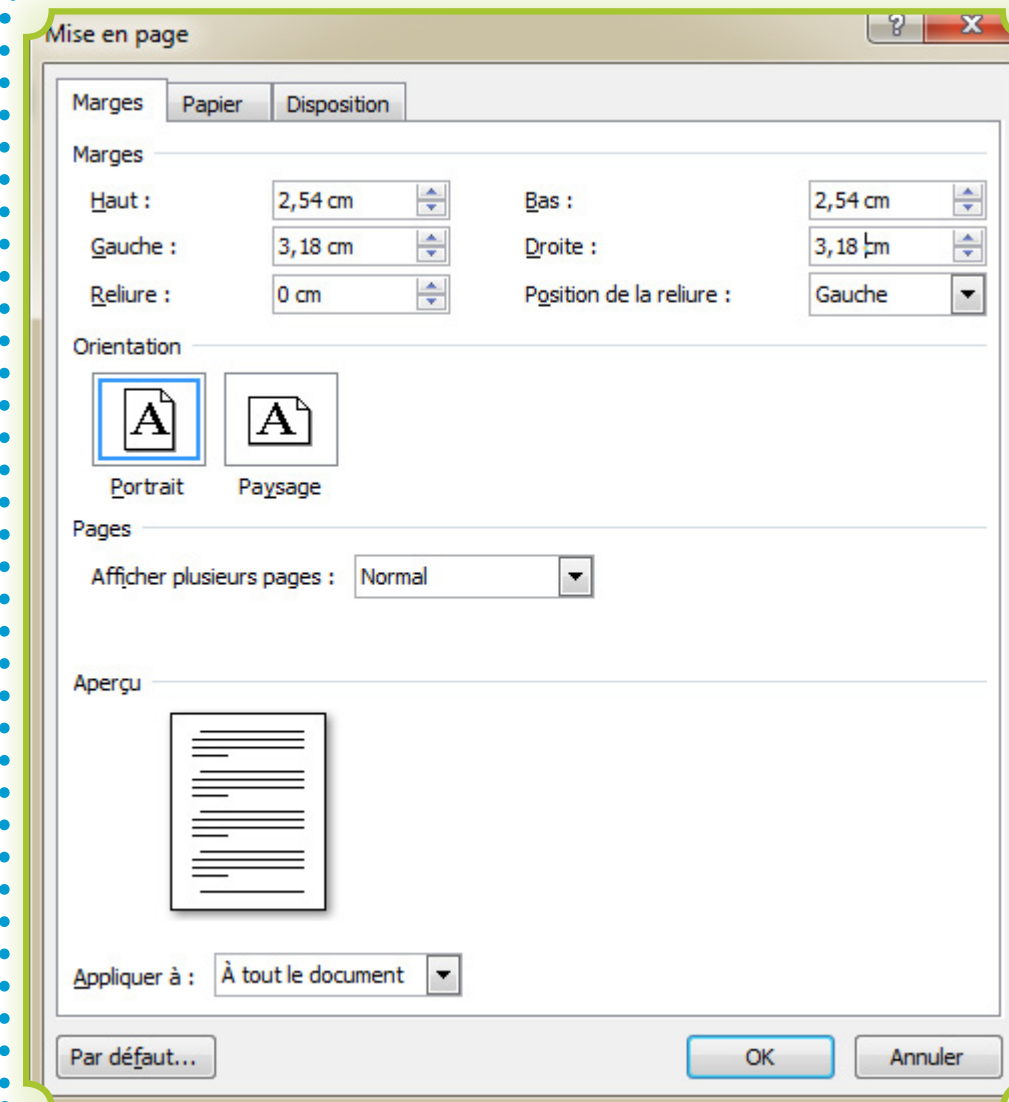 Mise en page
Marges Papier Disposition
Marges
Haut : 2,54 cm Bas : 2,54 cm
Gauche : 3,18 cm Droite : 3,18 cm
Reliure : 0 cm Position de la reliure : Gauche
Orientation
A A
Portrait Paysage
Pages
Afficher plusieurs pages : Normal
Aperçu
Appliquer à : À tout le document
Par défaut... OK Annuler